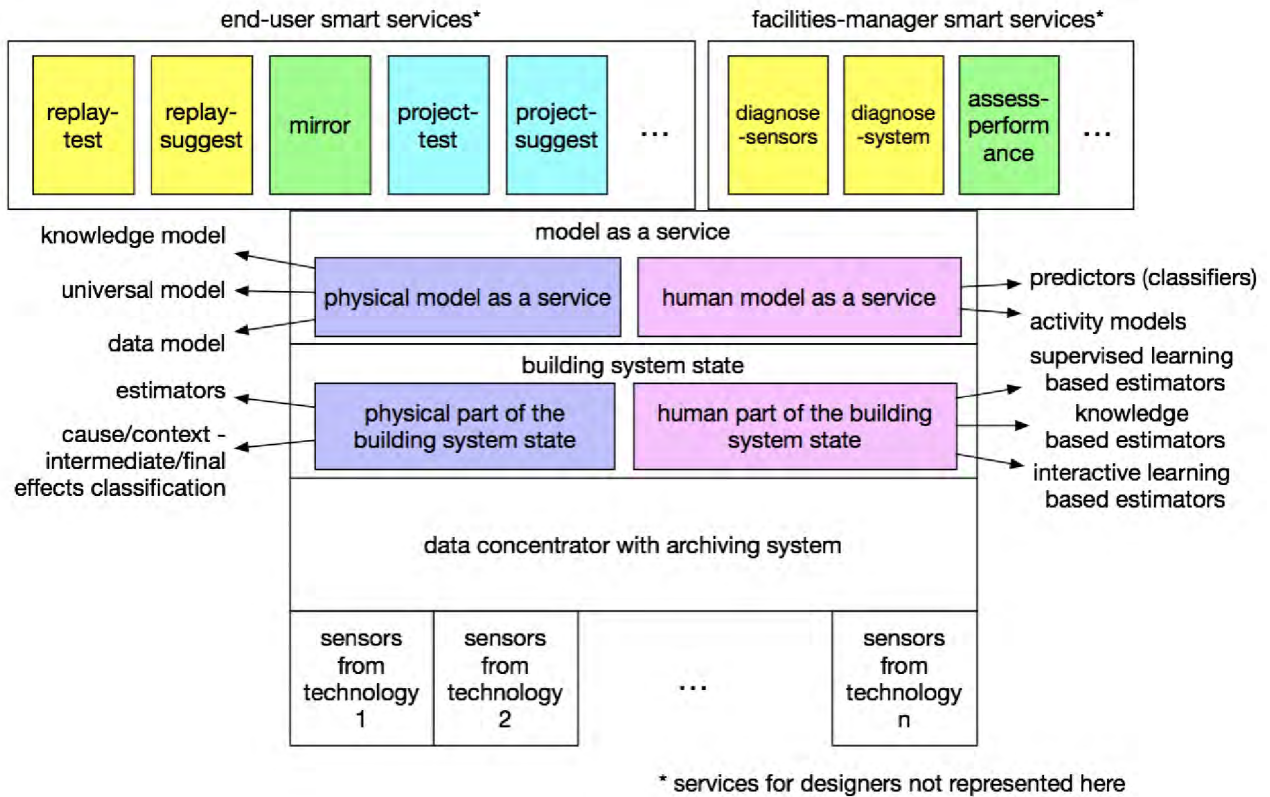 end-user smart services*
facilities-manager smart services*
replay-
test
replay-
suggest
mirror
project-
test
project-
suggest
...
diagnose
-sensors
diagnose
-system
assess-
perform
ance
...
model as a service
knowledge model
universal model
data model
physical model as a service
human model as a service
predictors (classifiers)
activity models
building system state
estimators
cause/context -
intermediate/final
effects classification
physical part of the
building system state
human part of the building
system state
supervised learning
based estimators
knowledge
based estimators
interactive learning
based estimators
data concentrator with archiving system
sensors
from
technology
1
sensors
from
technology
2
...
sensors
from
technology
n
* services for designers not represented here